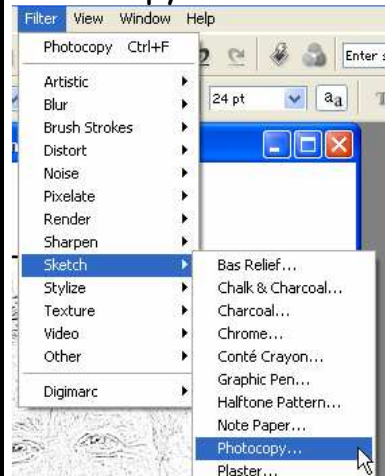 Filter View Window Help
Photocopy Ctrl+F
Enter
24 pt
aa
Artistic
Blur
Brush Strokes
Distort
Noise
Pixelate
Render
Sharpen
Sketch
Stylize
Texture
Video
Other
Digimarc
Bas Relief...
Chalk & Charcoal...
Charcoal...
Chrome...
Conté Crayon...
Graphic Pen...
Halftone Pattern...
Note Paper...
Photocopy...
Plaster...